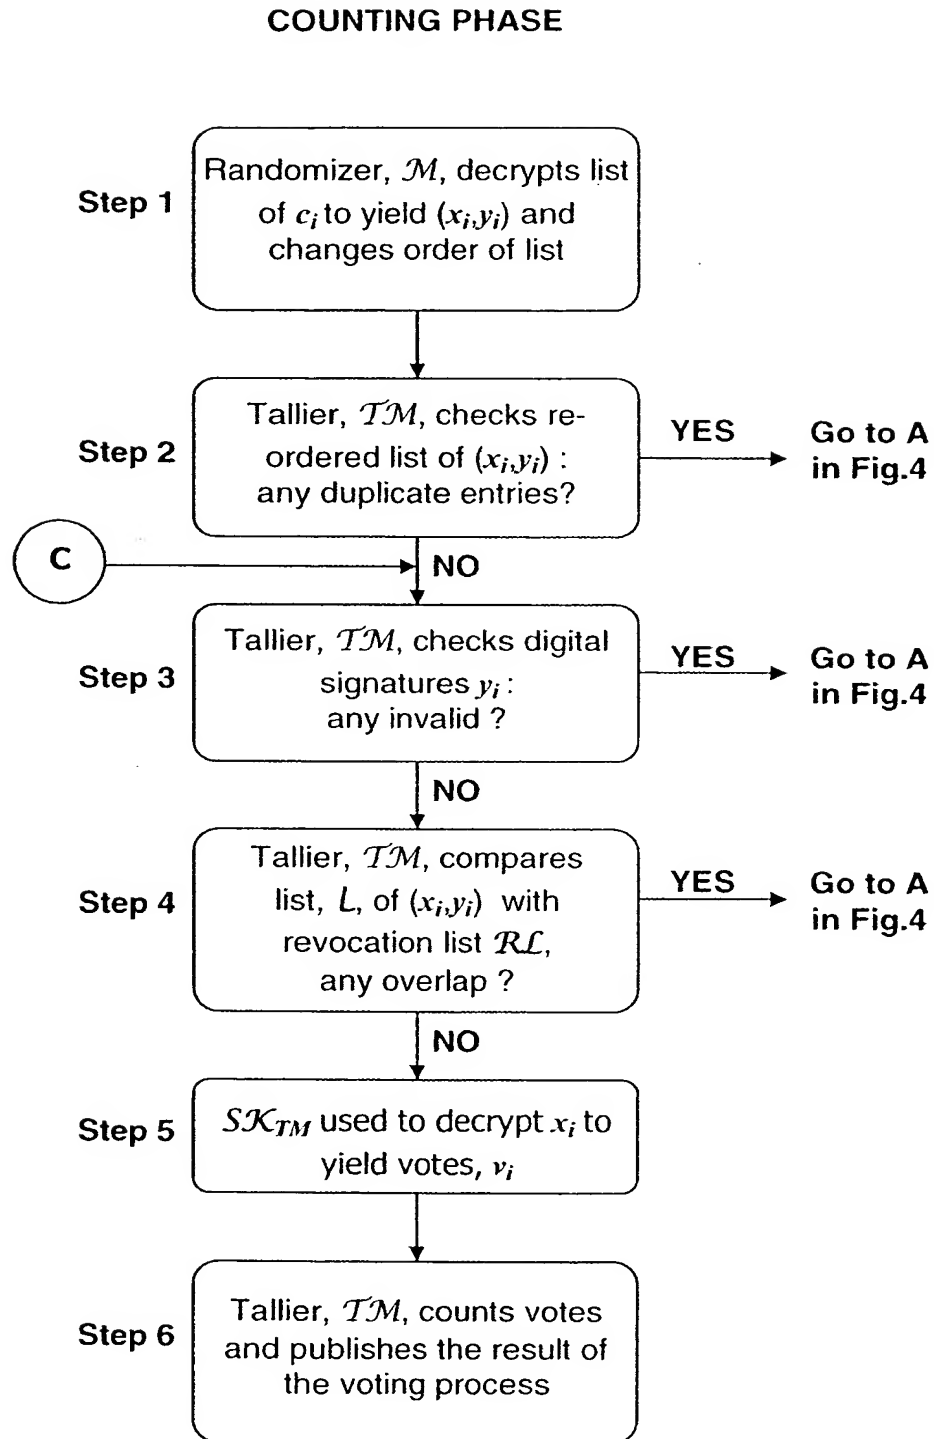 COUNTING PHASE
Step 1
Randomizer, ℳ, decrypts list
of cᵢ to yield (xᵢ,yᵢ) and
changes order of list
Step 2
Tallier, 𝒯ℳ, checks re-
ordered list of (xᵢ,yᵢ) :
any duplicate entries?
YES
Go to A
in Fig.4
C
NO
Step 3
Tallier, 𝒯ℳ, checks digital
signatures yᵢ :
any invalid ?
YES
Go to A
in Fig.4
NO
Step 4
Tallier, 𝒯ℳ, compares
list, L, of (xᵢ,yᵢ) with
revocation list ℛℒ,
any overlap ?
YES
Go to A
in Fig.4
NO
Step 5
S𝒦_TM used to decrypt xᵢ to
yield votes, vᵢ
Step 6
Tallier, 𝒯ℳ, counts votes
and publishes the result of
the voting process